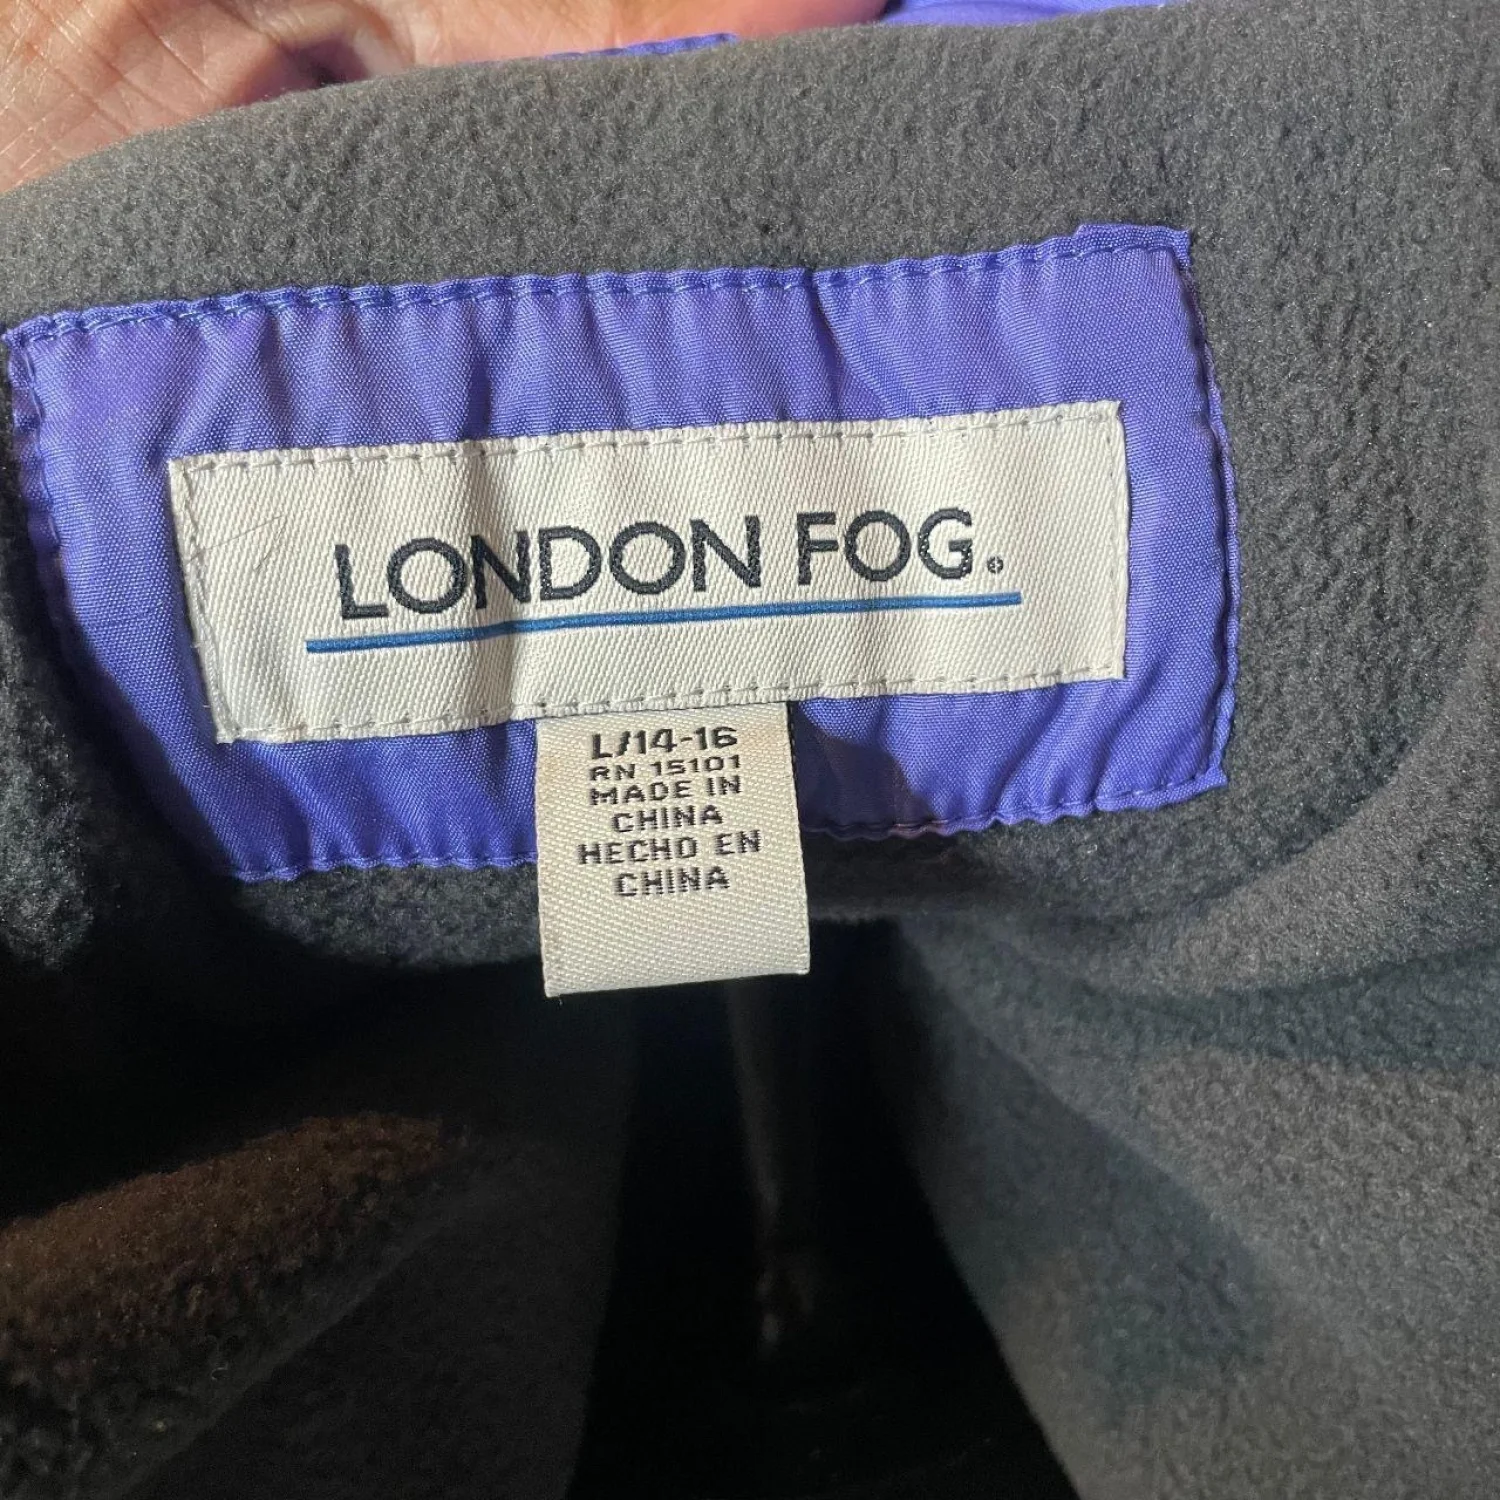 LONDON FOG.
L/14-16
RN 15101
MADE IN
CHINA
HECHO EN
CHINA